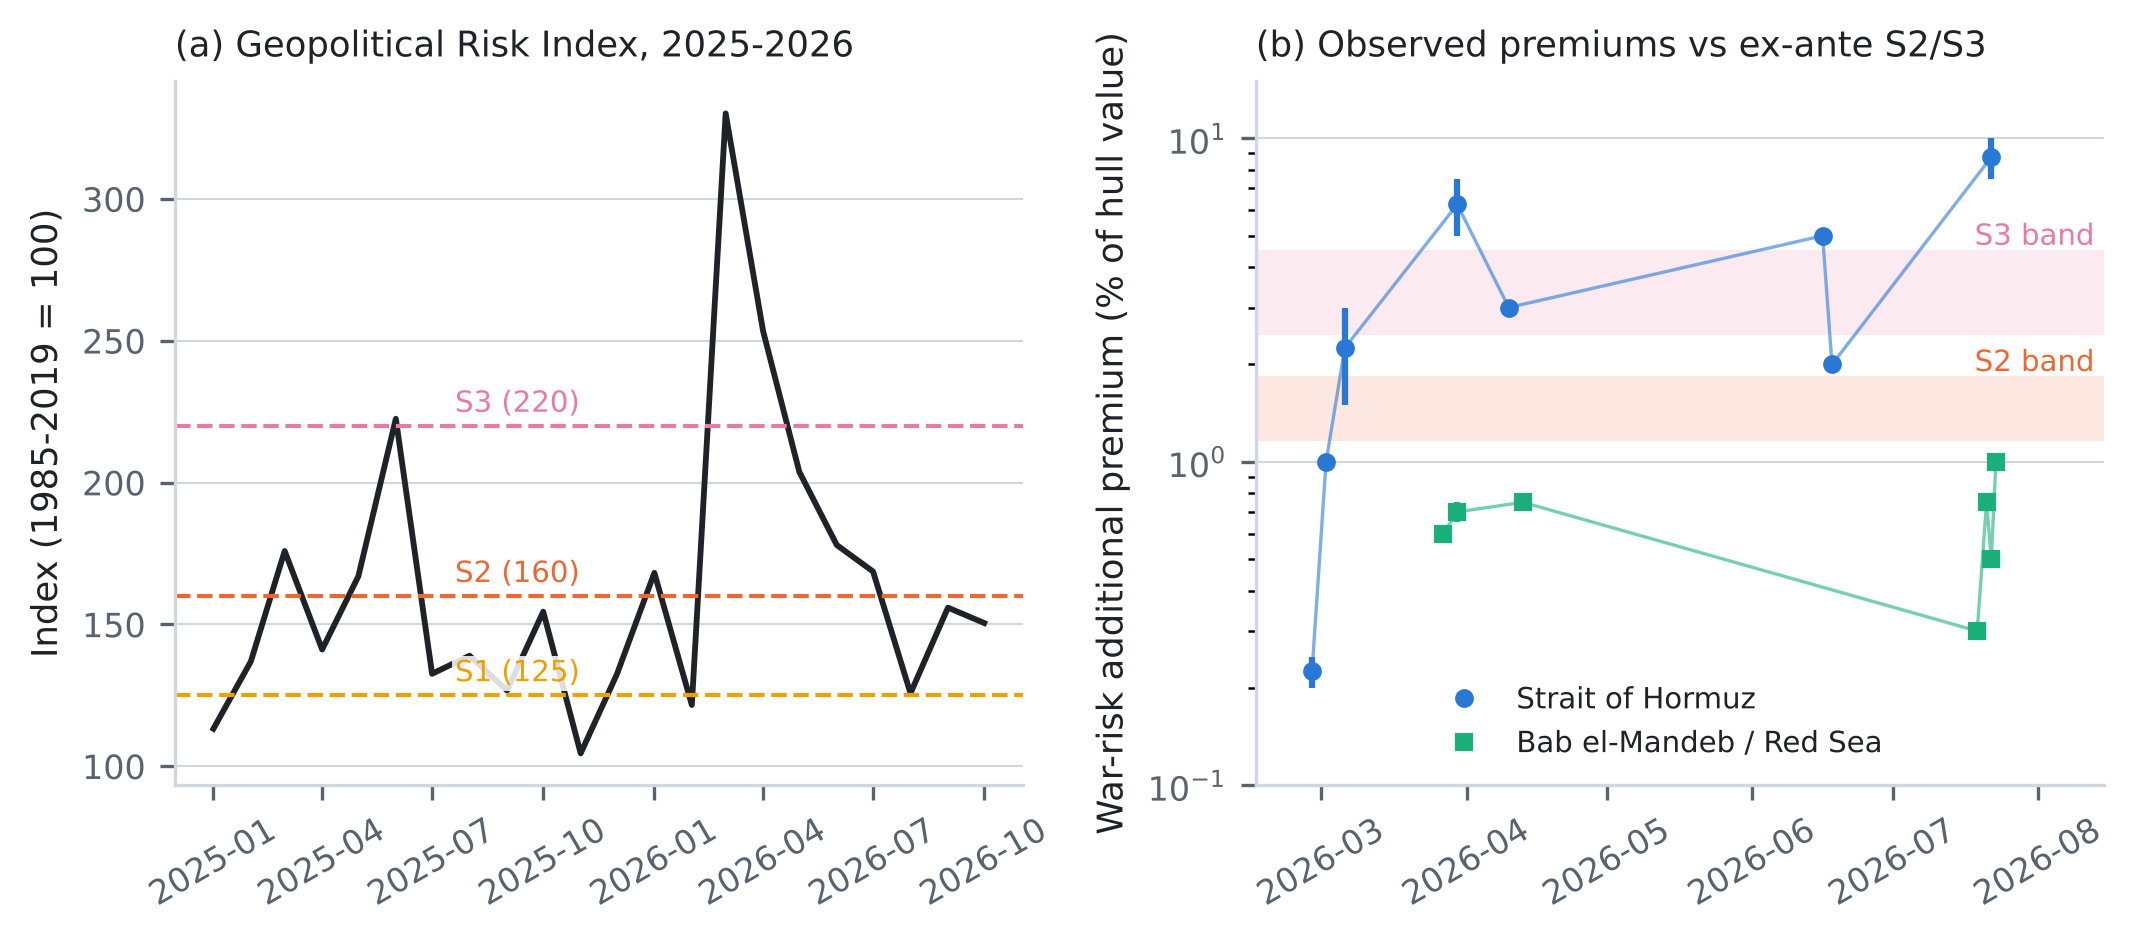 (a) Geopolitical Risk Index, 2025-2026
Index (1985-2019 = 100)
300
250
200
150
100
S3 (220)
S2 (160)
S1 (125)
2025-01
2025-04
2025-07
2025-10
2026-01
2026-04
2026-07
2026-10
(b) Observed premiums vs ex-ante S2/S3
War-risk additional premium (% of hull value)
10¹
10⁰
10⁻¹
S3 band
S2 band
Strait of Hormuz
Bab el-Mandeb / Red Sea
2026-03
2026-04
2026-05
2026-06
2026-07
2026-08